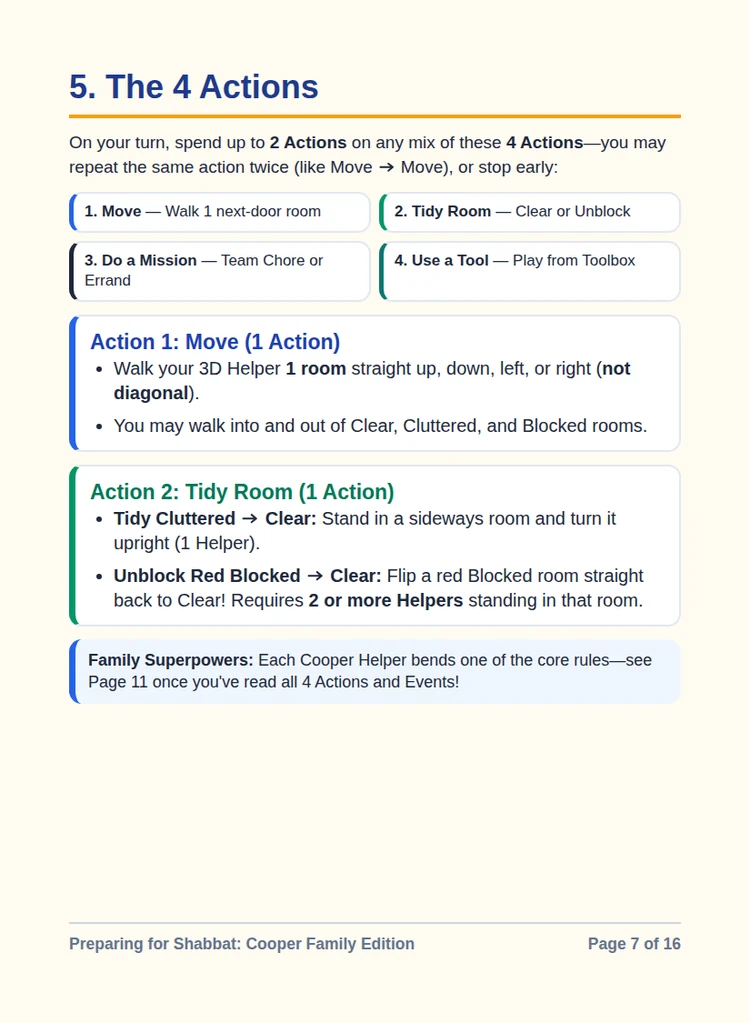 5. The 4 Actions
On your turn, spend up to 2 Actions on any mix of these 4 Actions—you may
repeat the same action twice (like Move → Move), or stop early:
1. Move — Walk 1 next-door room
2. Tidy Room — Clear or Unblock
3. Do a Mission — Team Chore or
Errand
4. Use a Tool — Play from Toolbox
Action 1: Move (1 Action)
• Walk your 3D Helper 1 room straight up, down, left, or right (not
diagonal).
• You may walk into and out of Clear, Cluttered, and Blocked rooms.
Action 2: Tidy Room (1 Action)
• Tidy Cluttered → Clear: Stand in a sideways room and turn it
upright (1 Helper).
• Unblock Red Blocked → Clear: Flip a red Blocked room straight
back to Clear! Requires 2 or more Helpers standing in that room.
Family Superpowers: Each Cooper Helper bends one of the core rules—see
Page 11 once you've read all 4 Actions and Events!
Preparing for Shabbat: Cooper Family Edition
Page 7 of 16